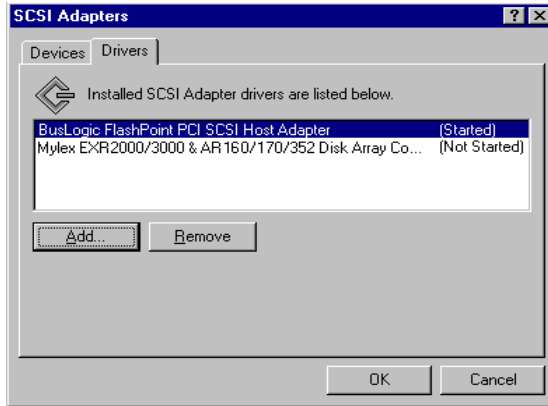 SCSI Adapters
Devices Drivers
Installed SCSI Adapter drivers are listed below.
BusLogic FlashPoint PCI SCSI Host Adapter (Started)
Mylex EXR2000/3000 & AR160/170/352 Disk Array Co... (Not Started)
Add... Remove
OK Cancel